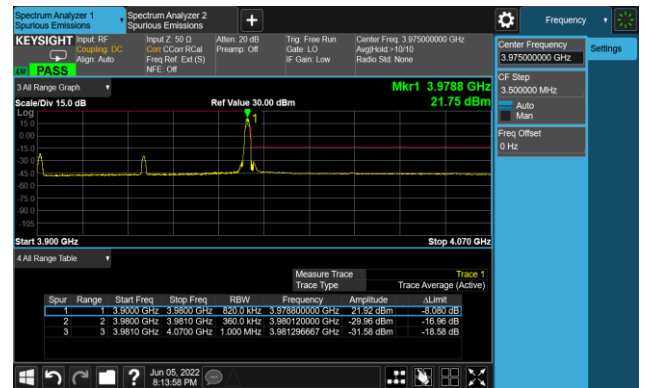 Spectrum Analyzer 1
Spurious Emissions
Spectrum Analyzer 2
Spurious Emissions
Frequency
KEYSIGHT
Input: RF
Coupling: DC
Align: Auto
Input Z: 50 Ω
Corr CCorr RCal
Freq Ref: Ext (S)
NFE: Off
Atten: 20 dB
Preamp: Off
Trig: Free Run
Gate: LO
IF Gain: Low
Center Freq: 3.975000000 GHz
Avg|Hold:>10/10
Radio Std: None
PASS
Center Frequency
3.975000000 GHz
Settings
CF Step
3.500000 MHz
Auto
Man
Freq Offset
0 Hz
3 All Range Graph
Mkr1 3.9788 GHz
Scale/Div 15.0 dB
Ref Value 30.00 dBm
21.75 dBm
Log
15.0
0.00
-15.0
-30.0
-45.0
-60.0
-75.0
-90.0
-105
1
Start 3.900 GHz
Stop 4.070 GHz
4 All Range Table
Measure Trace Trace 1
Trace Type Trace Average (Active)
Spur Range Start Freq Stop Freq RBW Frequency Amplitude ΔLimit
1 1 3.9000 GHz 3.9800 GHz 820.0 kHz 3.978800000 GHz 21.92 dBm -8.080 dB
2 2 3.9800 GHz 3.9810 GHz 360.0 kHz 3.980120000 GHz -29.96 dBm -16.96 dB
3 3 3.9810 GHz 4.0700 GHz 1.000 MHz 3.981296667 GHz -31.58 dBm -18.58 dB
?
Jun 05, 2022
8:13:58 PM